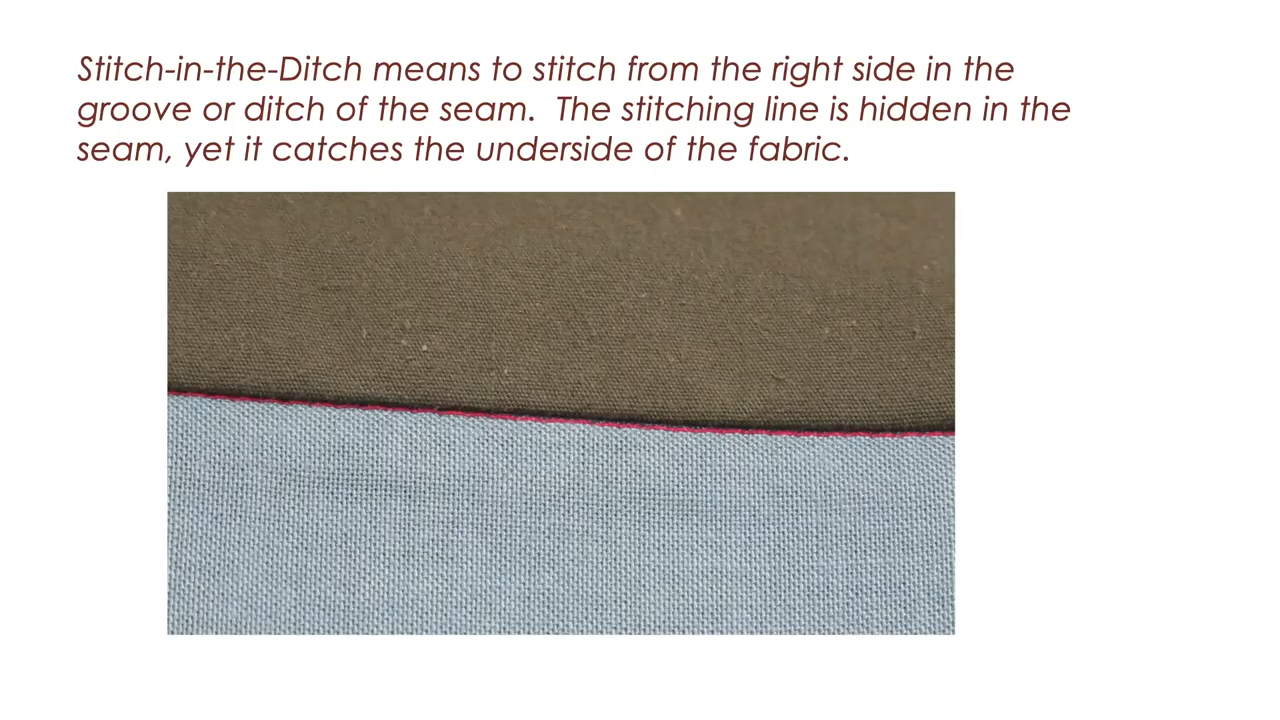 Stitch-in-the-Ditch means to stitch from the right side in the
groove or ditch of the seam.  The stitching line is hidden in the
seam, yet it catches the underside of the fabric.